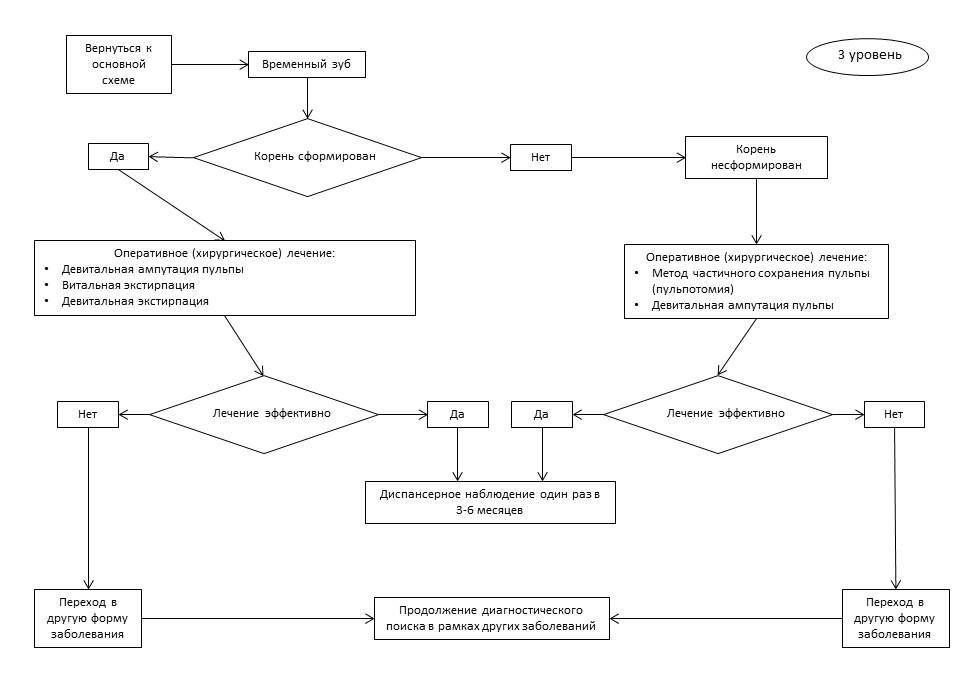 Вернуться к
основной
схеме
Временный зуб
3 уровень
Да
Корень сформирован
Нет
Корень
несформирован
Оперативное (хирургическое) лечение:
• Девитальная ампутация пульпы
• Витальная экстирпация
• Девитальная экстирпация
Оперативное (хирургическое) лечение:
• Метод частичного сохранения пульпы
(пульпотомия)
• Девитальная ампутация пульпы
Нет
Лечение эффективно
Да
Да
Лечение эффективно
Нет
Диспансерное наблюдение один раз в
3-6 месяцев
Переход в
другую форму
заболевания
Продолжение диагностического
поиска в рамках других заболеваний
Переход в
другую форму
заболевания